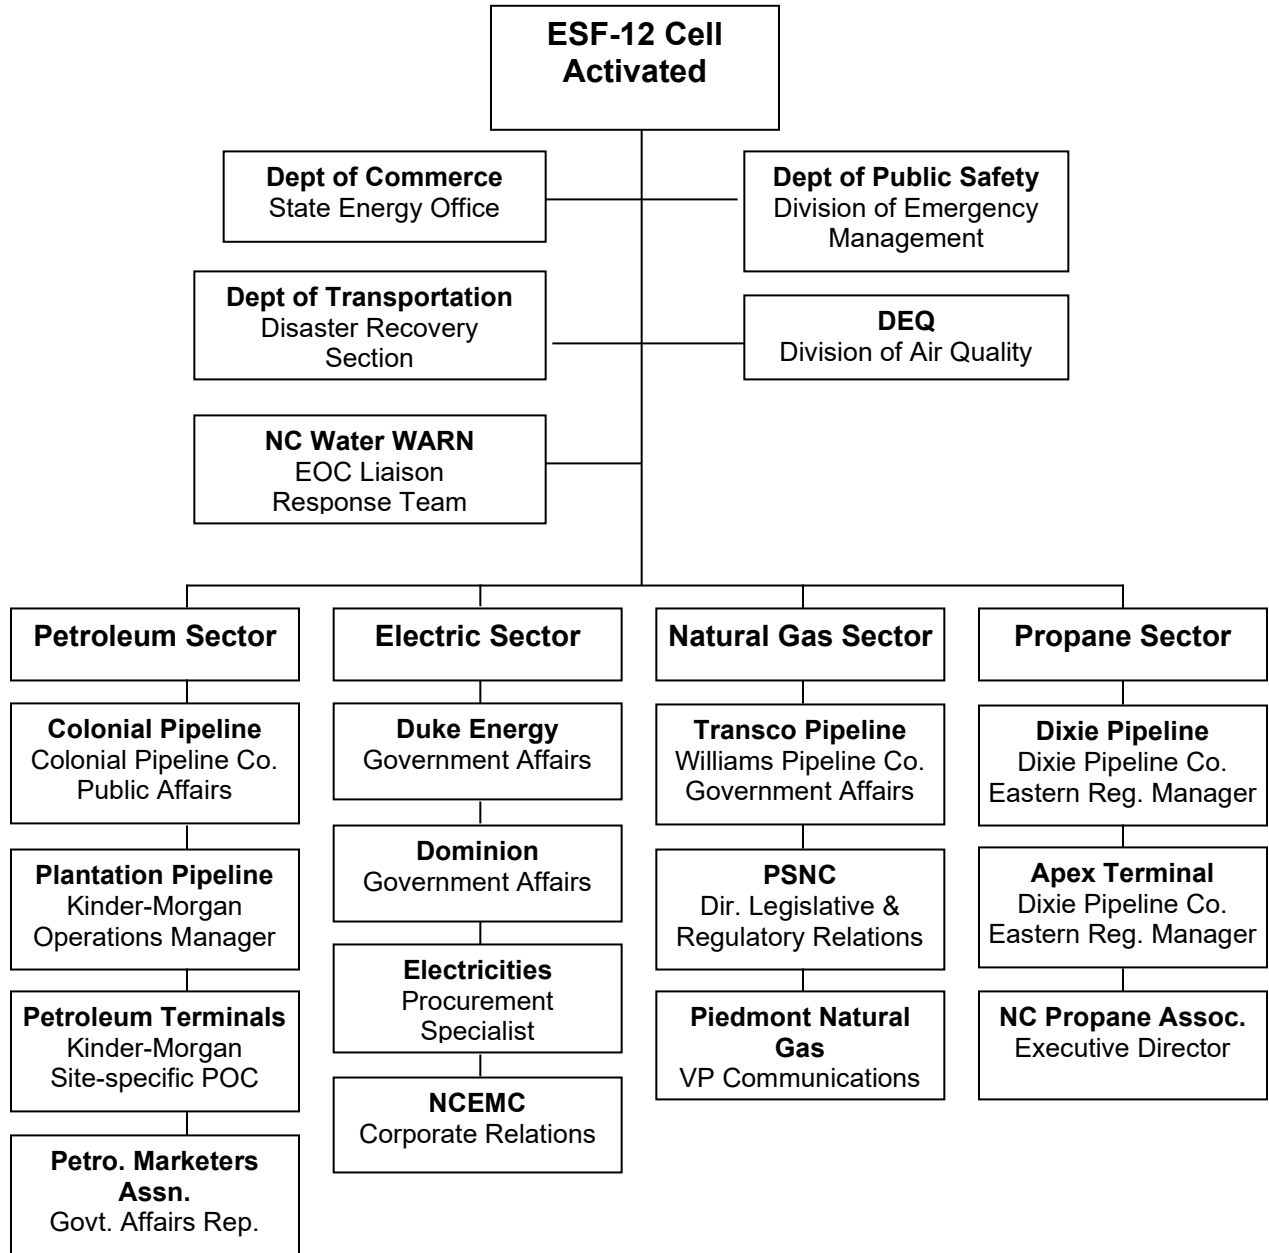 ESF-12 Cell
Activated
Dept of Commerce
State Energy Office
Dept of Public Safety
Division of Emergency
Management
Dept of Transportation
Disaster Recovery
Section
DEQ
Division of Air Quality
NC Water WARN
EOC Liaison
Response Team
Petroleum Sector
Colonial Pipeline
Colonial Pipeline Co.
Public Affairs
Plantation Pipeline
Kinder-Morgan
Operations Manager
Petroleum Terminals
Kinder-Morgan
Site-specific POC
Petro. Marketers
Assn.
Govt. Affairs Rep.
Electric Sector
Duke Energy
Government Affairs
Dominion
Government Affairs
Electricities
Procurement
Specialist
NCEMC
Corporate Relations
Natural Gas Sector
Transco Pipeline
Williams Pipeline Co.
Government Affairs
PSNC
Dir. Legislative &
Regulatory Relations
Piedmont Natural
Gas
VP Communications
Propane Sector
Dixie Pipeline
Dixie Pipeline Co.
Eastern Reg. Manager
Apex Terminal
Dixie Pipeline Co.
Eastern Reg. Manager
NC Propane Assoc.
Executive Director